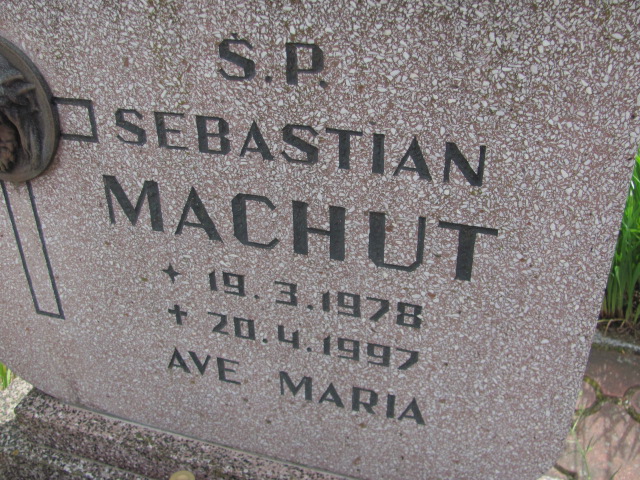 Ś.P.
SEBASTIAN
MACHUT
19.3.1978
✝ 20.4.1997
AVE MARIA